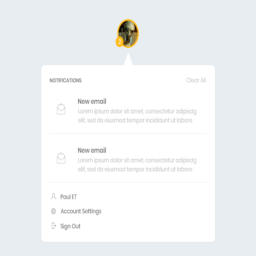 NOTIFICATIONS
Clear All
New email
Lorem ipsum dolor sit amet, consectetur adipiscing
elit, sed do eiusmod tempor incididunt ut labore
New email
Lorem ipsum dolor sit amet, consectetur adipiscing
elit, sed do eiusmod tempor incididunt ut labore
Paul ET
Account Settings
Sign Out